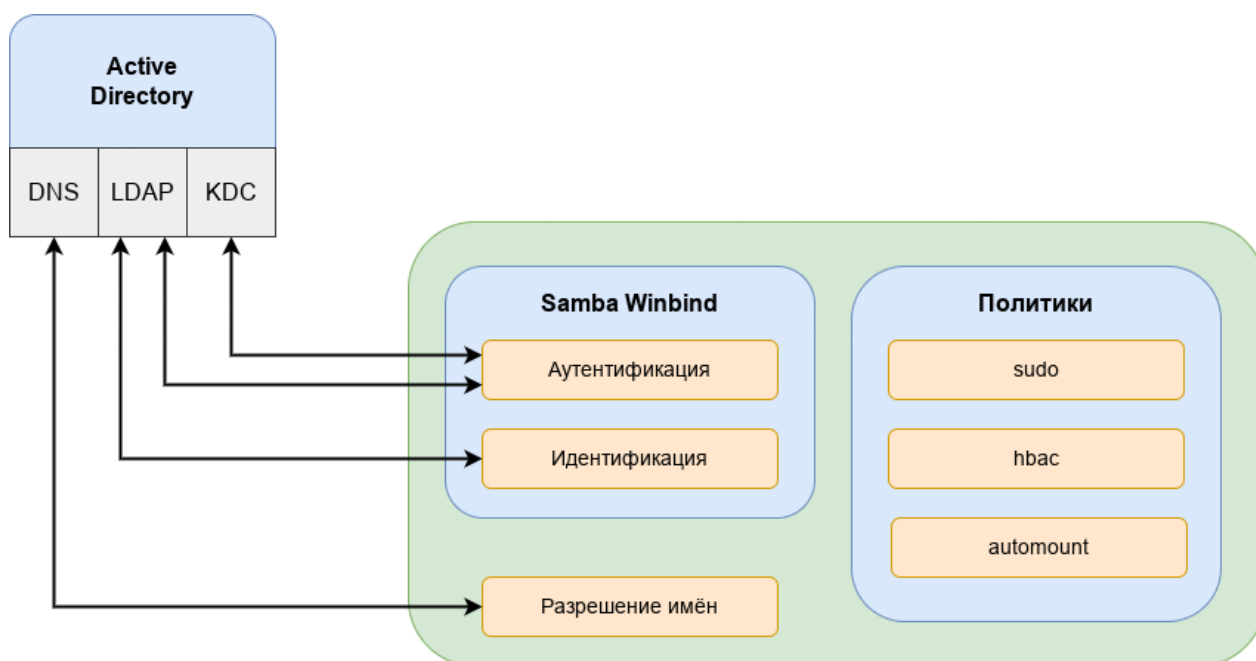 Active
Directory
DNS
LDAP
KDC
Samba Winbind
Аутентификация
Идентификация
Разрешение имён
Политики
sudo
hbac
automount